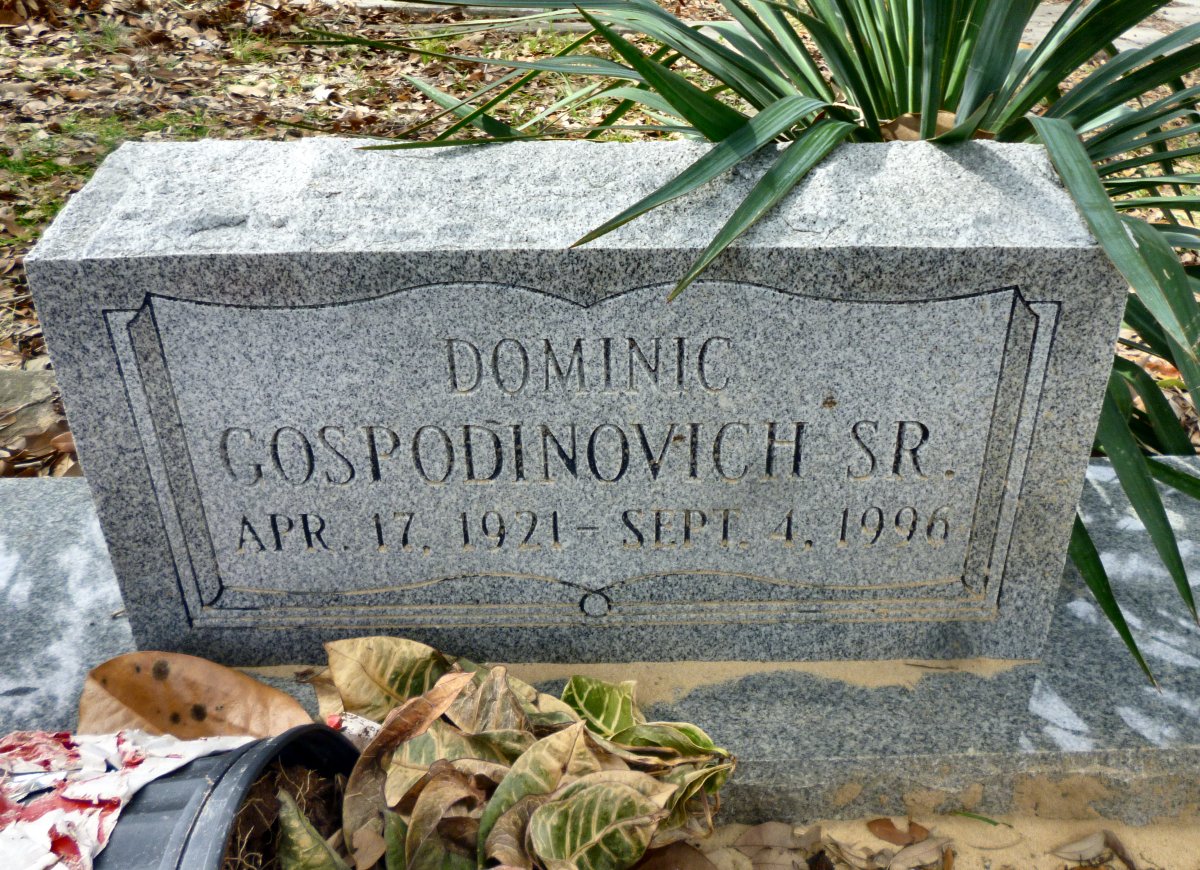 DOMINIC
GOSPODINOVICH SR.
APR. 17, 1921 – SEPT. 4, 1996